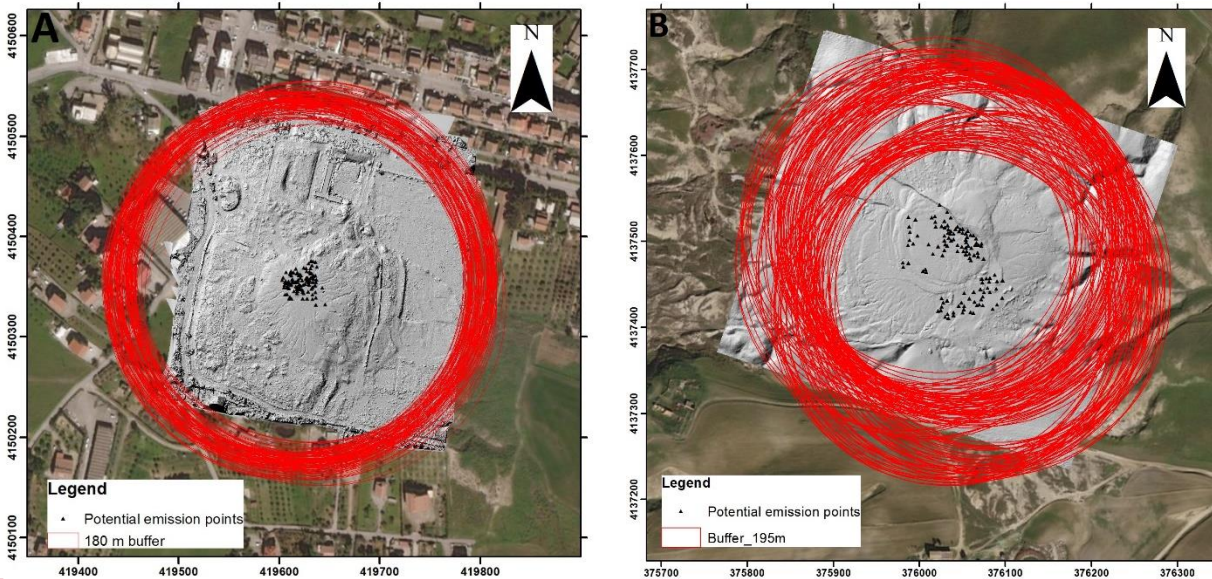 A
N
4150600
4150500
4150400
4150300
4150200
4150100
Legend
Potential emission points
180 m buffer
419400 419500 419600 419700 419800
B
N
4137700
4137600
4137500
4137400
4137300
4137200
Legend
Potential emission points
Buffer_195m
375700 375800 375900 376000 376100 376200 376300